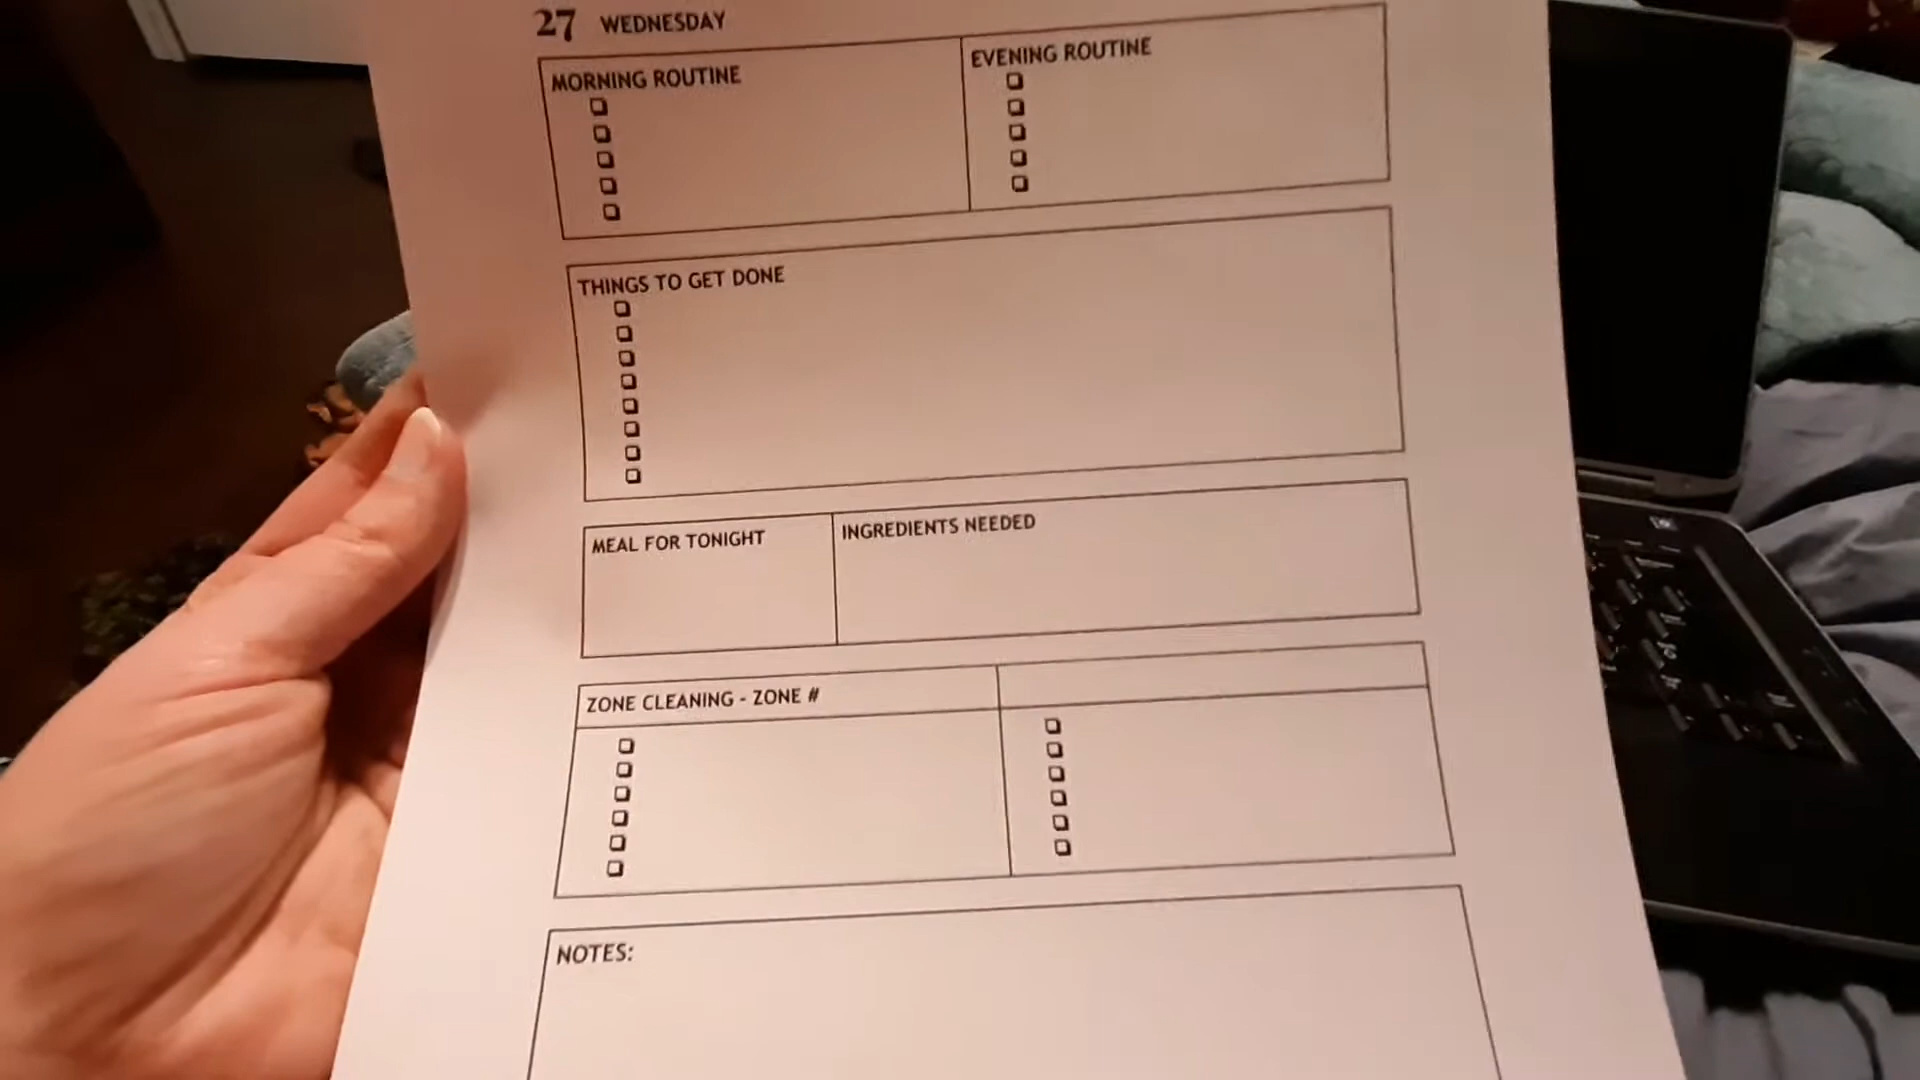 27 WEDNESDAY
MORNING ROUTINE
EVENING ROUTINE
THINGS TO GET DONE
MEAL FOR TONIGHT
INGREDIENTS NEEDED
ZONE CLEANING - ZONE #
NOTES: